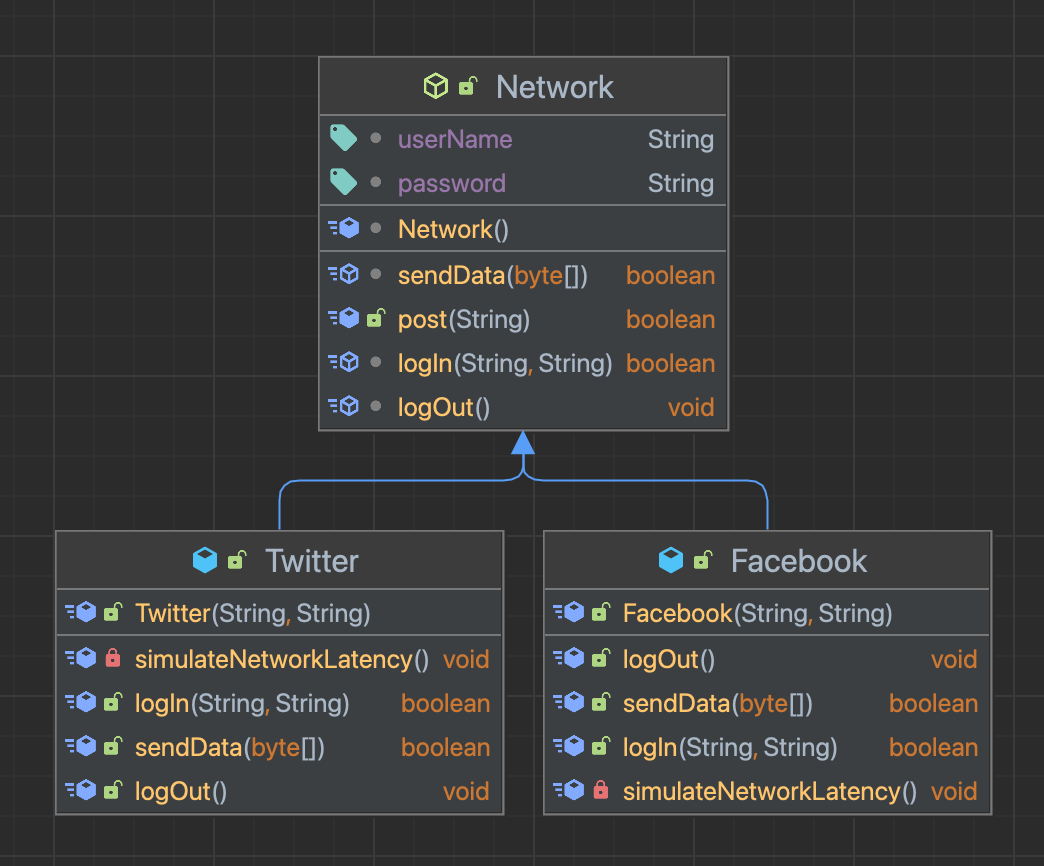 Network
userName String
password String
Network()
sendData(byte[]) boolean
post(String) boolean
logIn(String, String) boolean
logOut() void
Twitter
Twitter(String, String)
simulateNetworkLatency() void
logIn(String, String) boolean
sendData(byte[]) boolean
logOut() void
Facebook
Facebook(String, String)
logOut() void
sendData(byte[]) boolean
logIn(String, String) boolean
simulateNetworkLatency() void